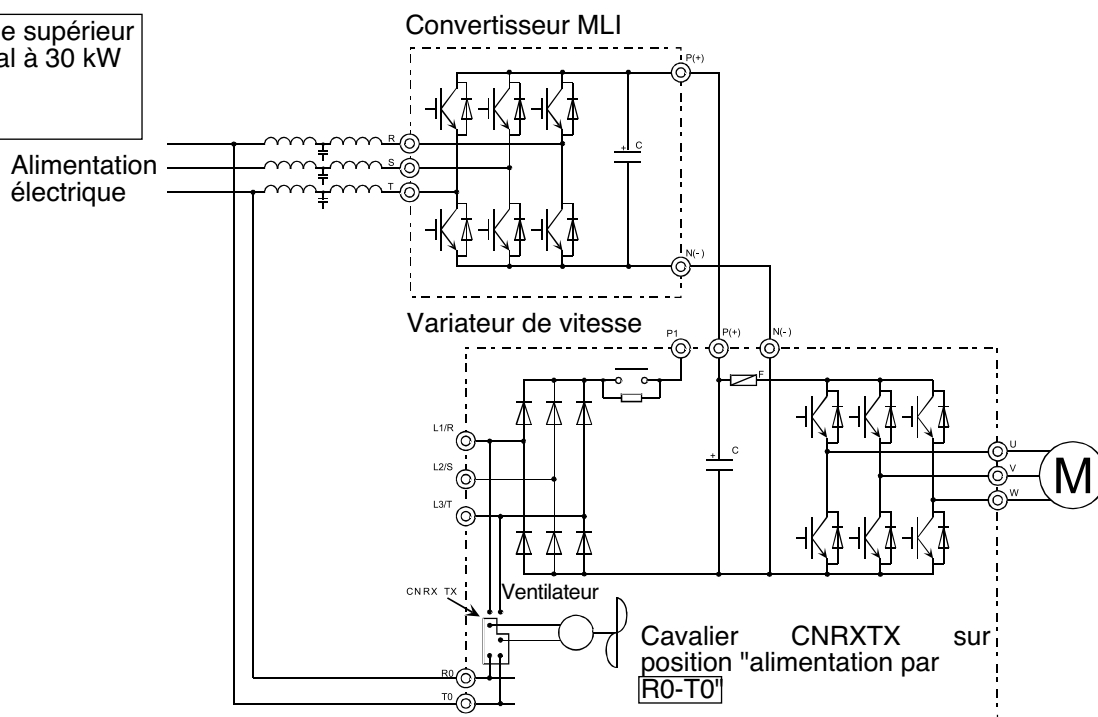 e supérieur
al à 30 kW
Convertisseur MLI
P(+)
R
Alimentation
électrique
S
T
C
+
N(-)
Variateur de vitesse
P1
P(+)
N(-)
F
L1/R
L2/S
L3/T
+
C
U
V
W
M
CNRX TX
Ventilateur
Cavalier CNRXTX sur
position "alimentation par
R0-T0"
R0
T0